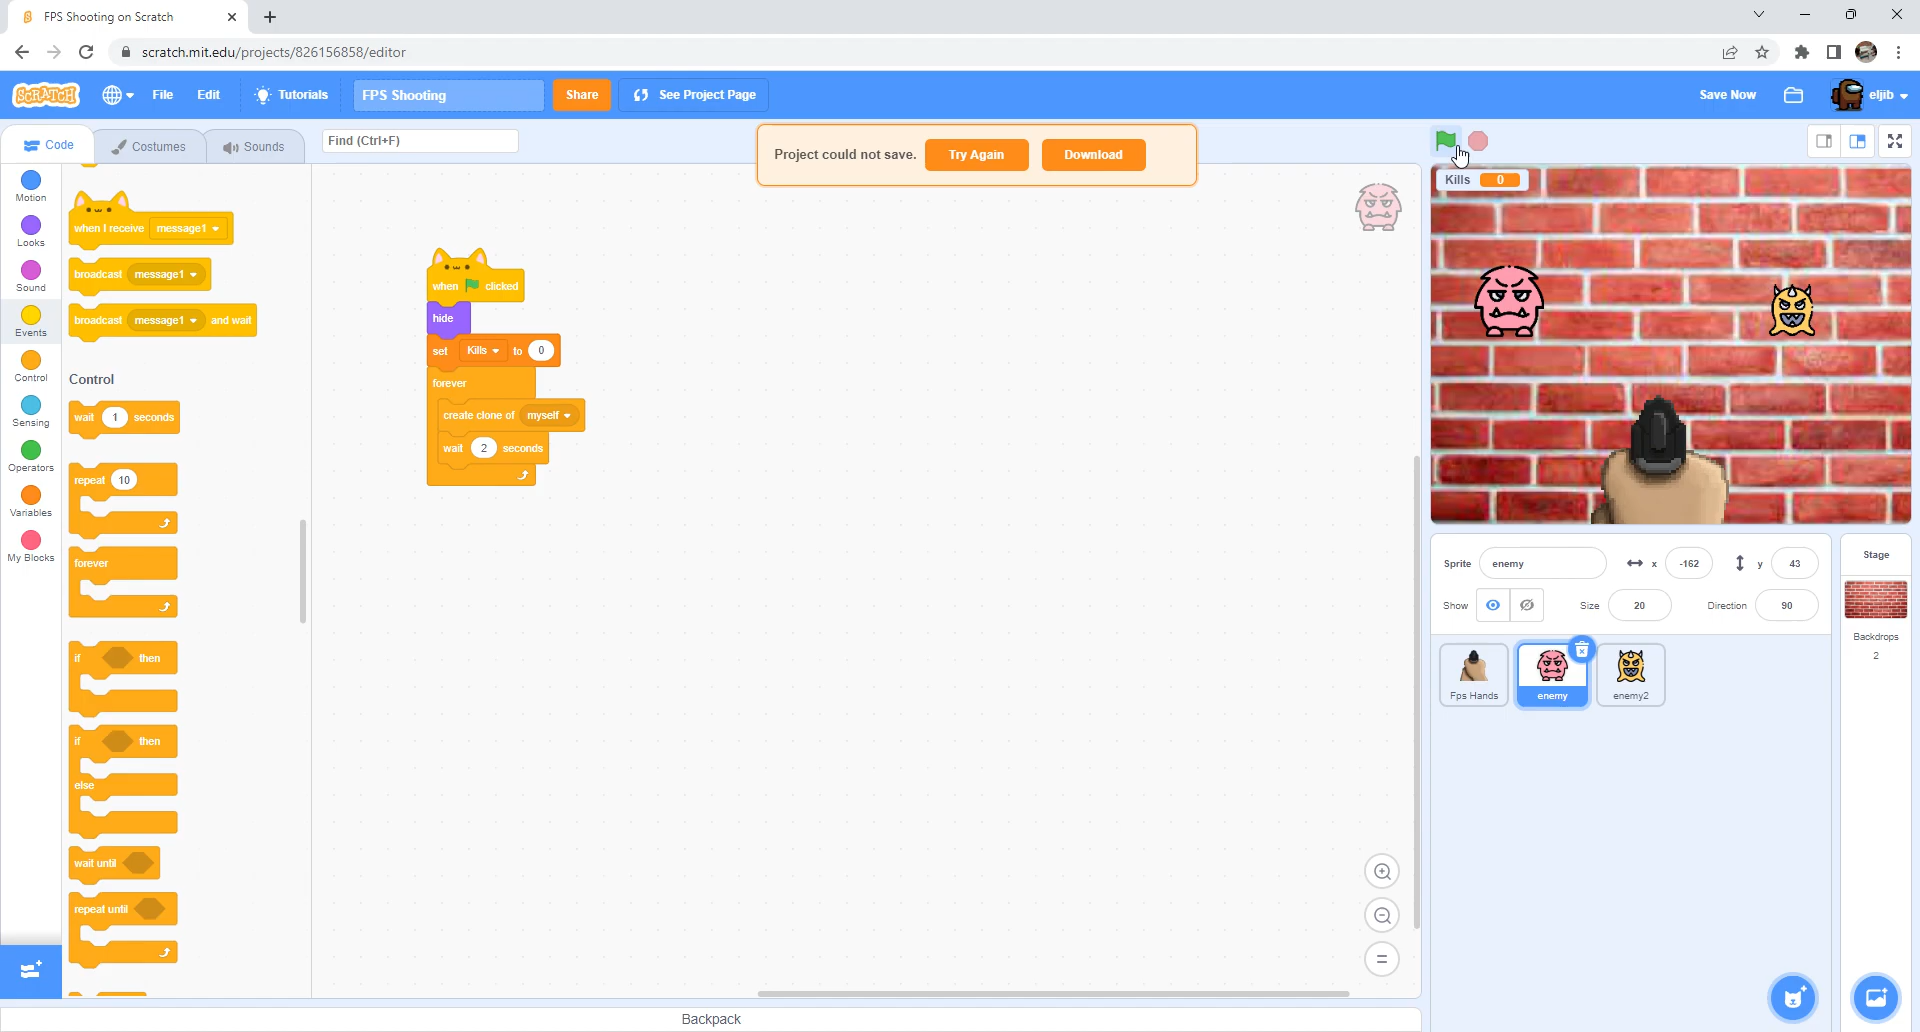 FPS Shooting on Scratch
scratch.mit.edu/projects/826156858/editor
SCRATCH File Edit Tutorials FPS Shooting Share See Project Page Save Now eljib
Code Costumes Sounds Find (Ctrl+F)
Project could not save. Try Again Download
Motion
Looks
Sound
Events
Control
Sensing
Operators
Variables
My Blocks
when I receive message1
broadcast message1
broadcast message1 and wait
Control
wait 1 seconds
repeat 10
forever
if then
if then
else
wait until
repeat until
when clicked
hide
set Kills to 0
forever
create clone of myself
wait 2 seconds
Kills 0
Sprite enemy x -162 y 43
Show Size 20 Direction 90
Fps Hands enemy enemy2
Stage
Backdrops
2
Backpack